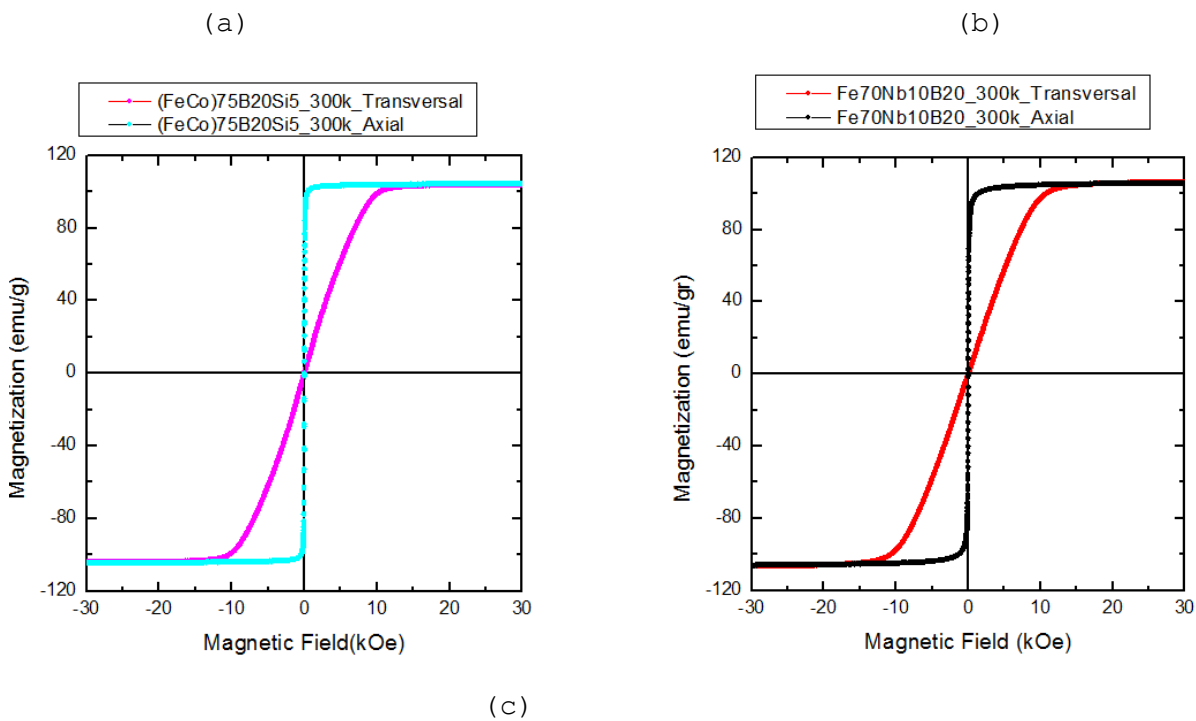 (a)
(b)
(FeCo)75B20Si5_300k_Transversal
(FeCo)75B20Si5_300k_Axial
120
80
40
0
-40
-80
-120
-30
-20
-10
0
10
20
30
Magnetization (emu/g)
Magnetic Field(kOe)
Fe70Nb10B20_300k_Transversal
Fe70Nb10B20_300k_Axial
120
80
40
0
-40
-80
-120
-30
-20
-10
0
10
20
30
Magnetization (emu/gr)
Magnetic Field (kOe)
(c)